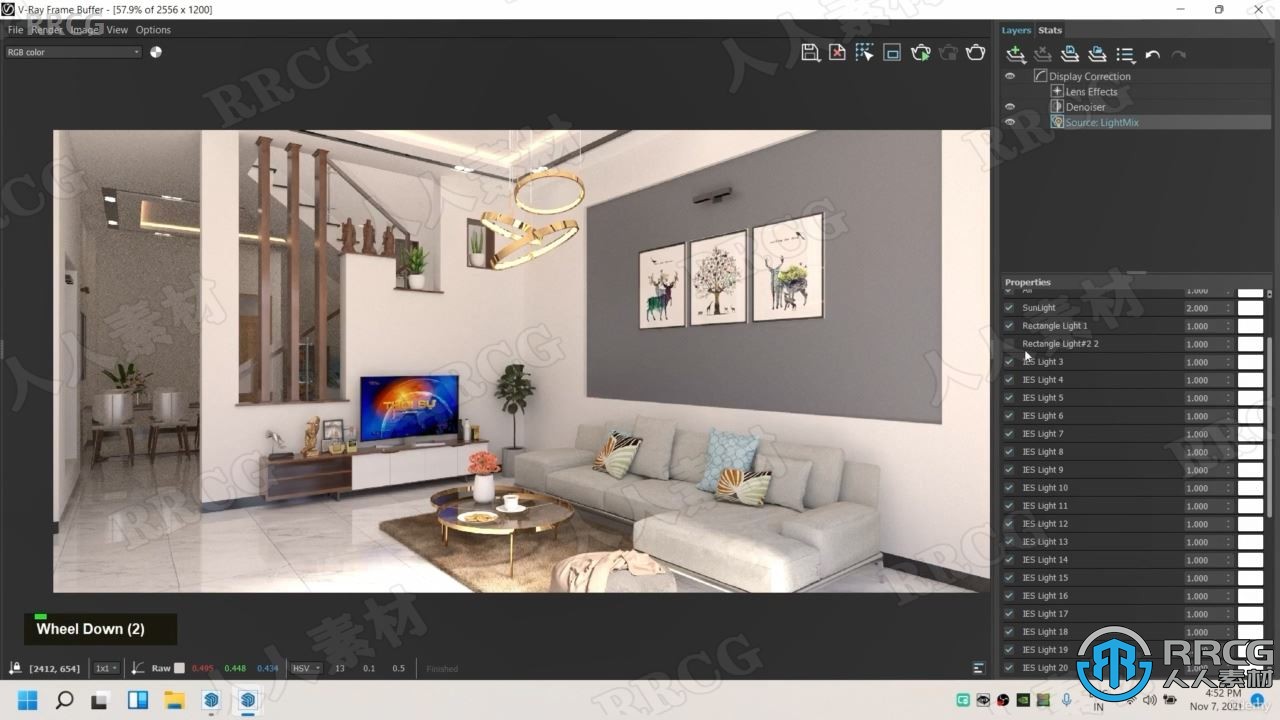 V-Ray Frame Buffer - [57.9% of 2556 x 1200]
File Render Image View Options
RGB color
Layers Stats
Display Correction
Lens Effects
Denoiser
Source: LightMix
Properties
All 1.000
SunLight 2.000
Rectangle Light 1 1.000
Rectangle Light#2 2 1.000
IES Light 3 1.000
IES Light 4 1.000
IES Light 5 1.000
IES Light 6 1.000
IES Light 7 1.000
IES Light 8 1.000
IES Light 9 1.000
IES Light 10 1.000
IES Light 11 1.000
IES Light 12 1.000
IES Light 13 1.000
IES Light 14 1.000
IES Light 15 1.000
IES Light 16 1.000
IES Light 17 1.000
IES Light 18 1.000
IES Light 19
IES Light 20
Wheel Down (2)
[2412, 654] 1x1 Raw 0.495 0.448 0.434 HSV 13 0.1 0.5 Finished
RRCG
人人素材
IN
4:52 PM
Nov 7, 2021